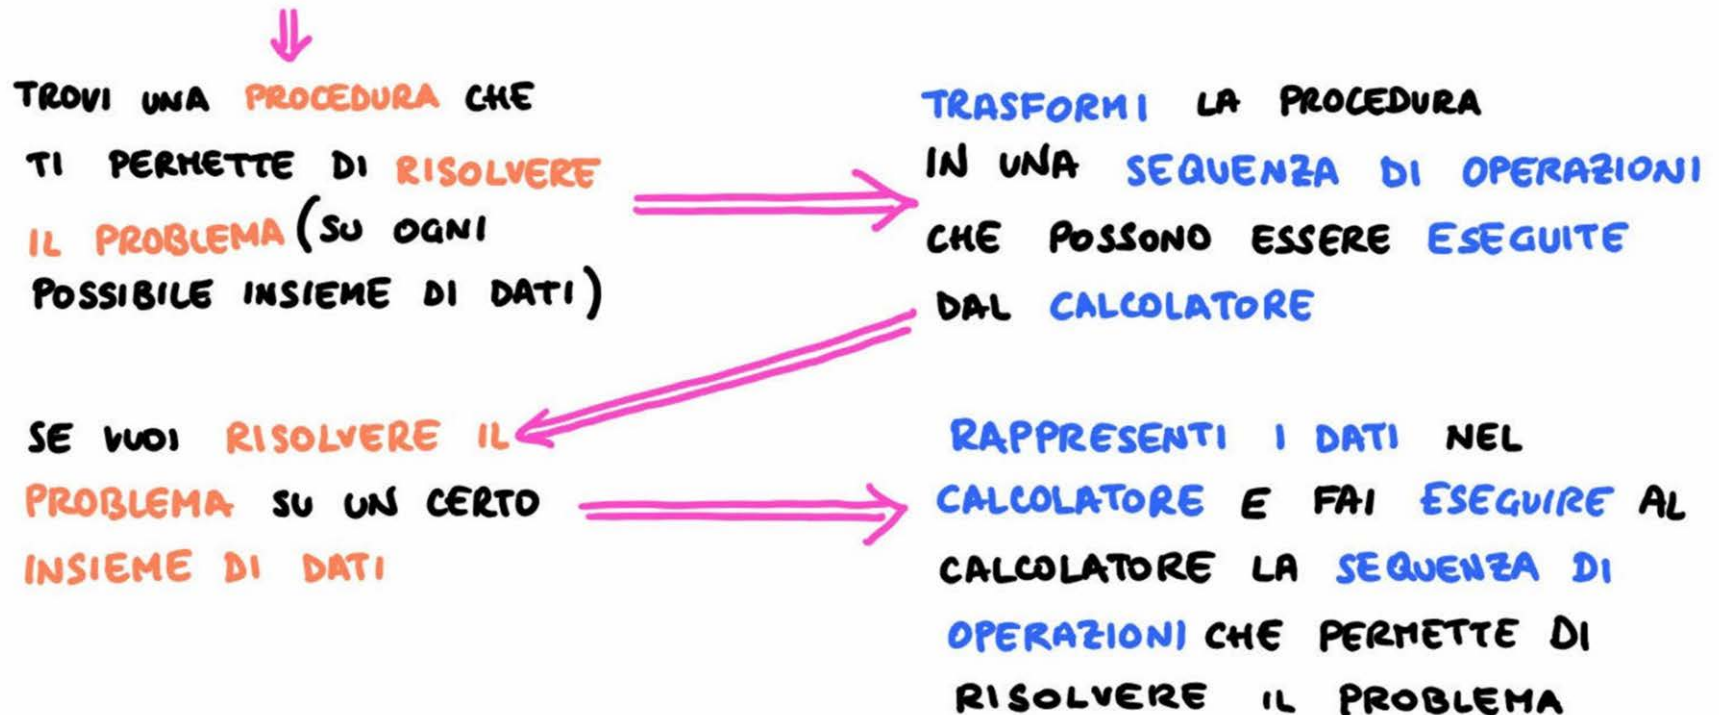 TROVI UNA PROCEDURA CHE
TI PERMETTE DI RISOLVERE
IL PROBLEMA (SU OGNI
POSSIBILE INSIEME DI DATI)
TRASFORMI LA PROCEDURA
IN UNA SEQUENZA DI OPERAZIONI
CHE POSSONO ESSERE ESEGUITE
DAL CALCOLATORE
SE VUOI RISOLVERE IL
PROBLEMA SU UN CERTO
INSIEME DI DATI
RAPPRESENTI I DATI NEL
CALCOLATORE E FAI ESEGUIRE AL
CALCOLATORE LA SEQUENZA DI
OPERAZIONI CHE PERMETTE DI
RISOLVERE IL PROBLEMA